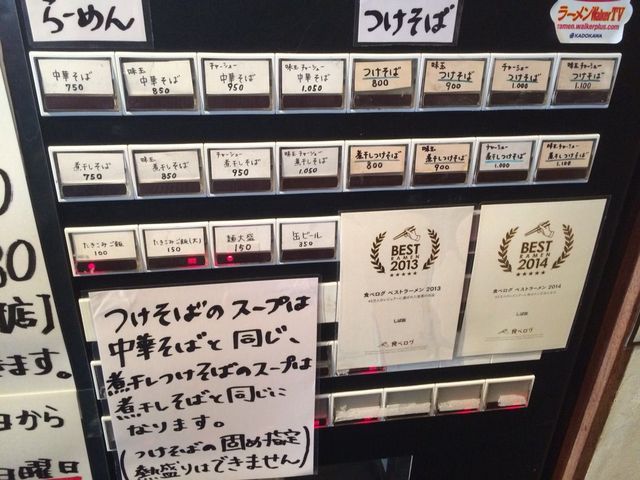 らーめん
つけそば
ラーメンWalkerTV
ramen.walkerplus.com
KADOKAWA
中華そば
750
味玉
中華そば
850
チャーシュー
中華そば
950
味玉チャーシュー
中華そば
1.050
つけそば
800
味玉
つけそば
900
チャーシュー
つけそば
1.000
味玉チャーシュー
つけそば
1.100
煮干しそば
750
味玉
煮干しそば
850
チャーシュー
煮干しそば
950
味玉チャーシュー
煮干しそば
1.050
煮干しつけそば
800
味玉
煮干しつけそば
900
チャーシュー
煮干しつけそば
1.000
味玉チャーシュー
煮干しつけそば
1.100
たきこみご飯
100
たきこみご飯(大)
150
麺大盛
150
缶ビール
350
BEST
RAMEN
2013
食べログ ベストラーメン 2013
食べログ
BEST
RAMEN
2014
食べログ ベストラーメン 2014
食べログ
つけそばのスープは
中華そばと同じ、
煮干しつけそばのスープは
煮干しそばと同じに
なります。
(つけそばの固め指定
熱盛りはできません)
店]
きます。
日から
日曜日